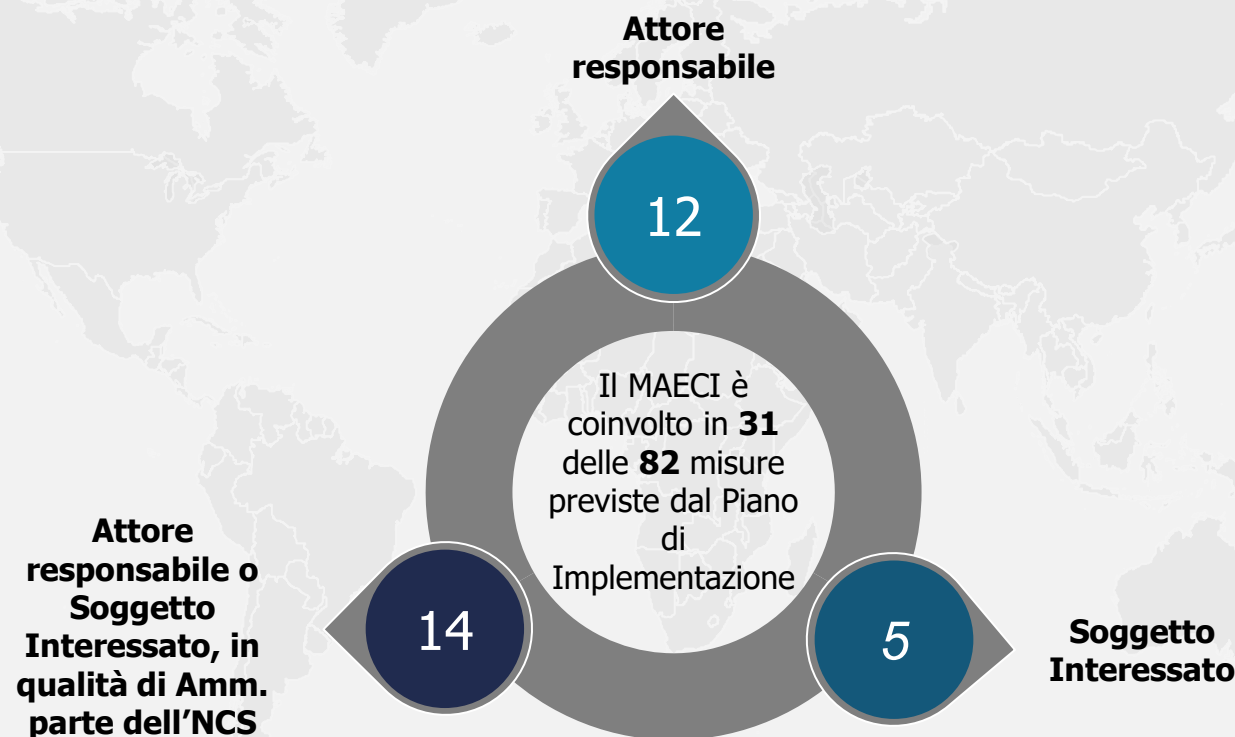 Attore
responsabile
12
Il MAECI è
coinvolto in 31
delle 82 misure
previste dal Piano
di
Implementazione
Attore
responsabile o
Soggetto
Interessato, in
qualità di Amm.
parte dell’NCS
14
5
Soggetto
Interessato